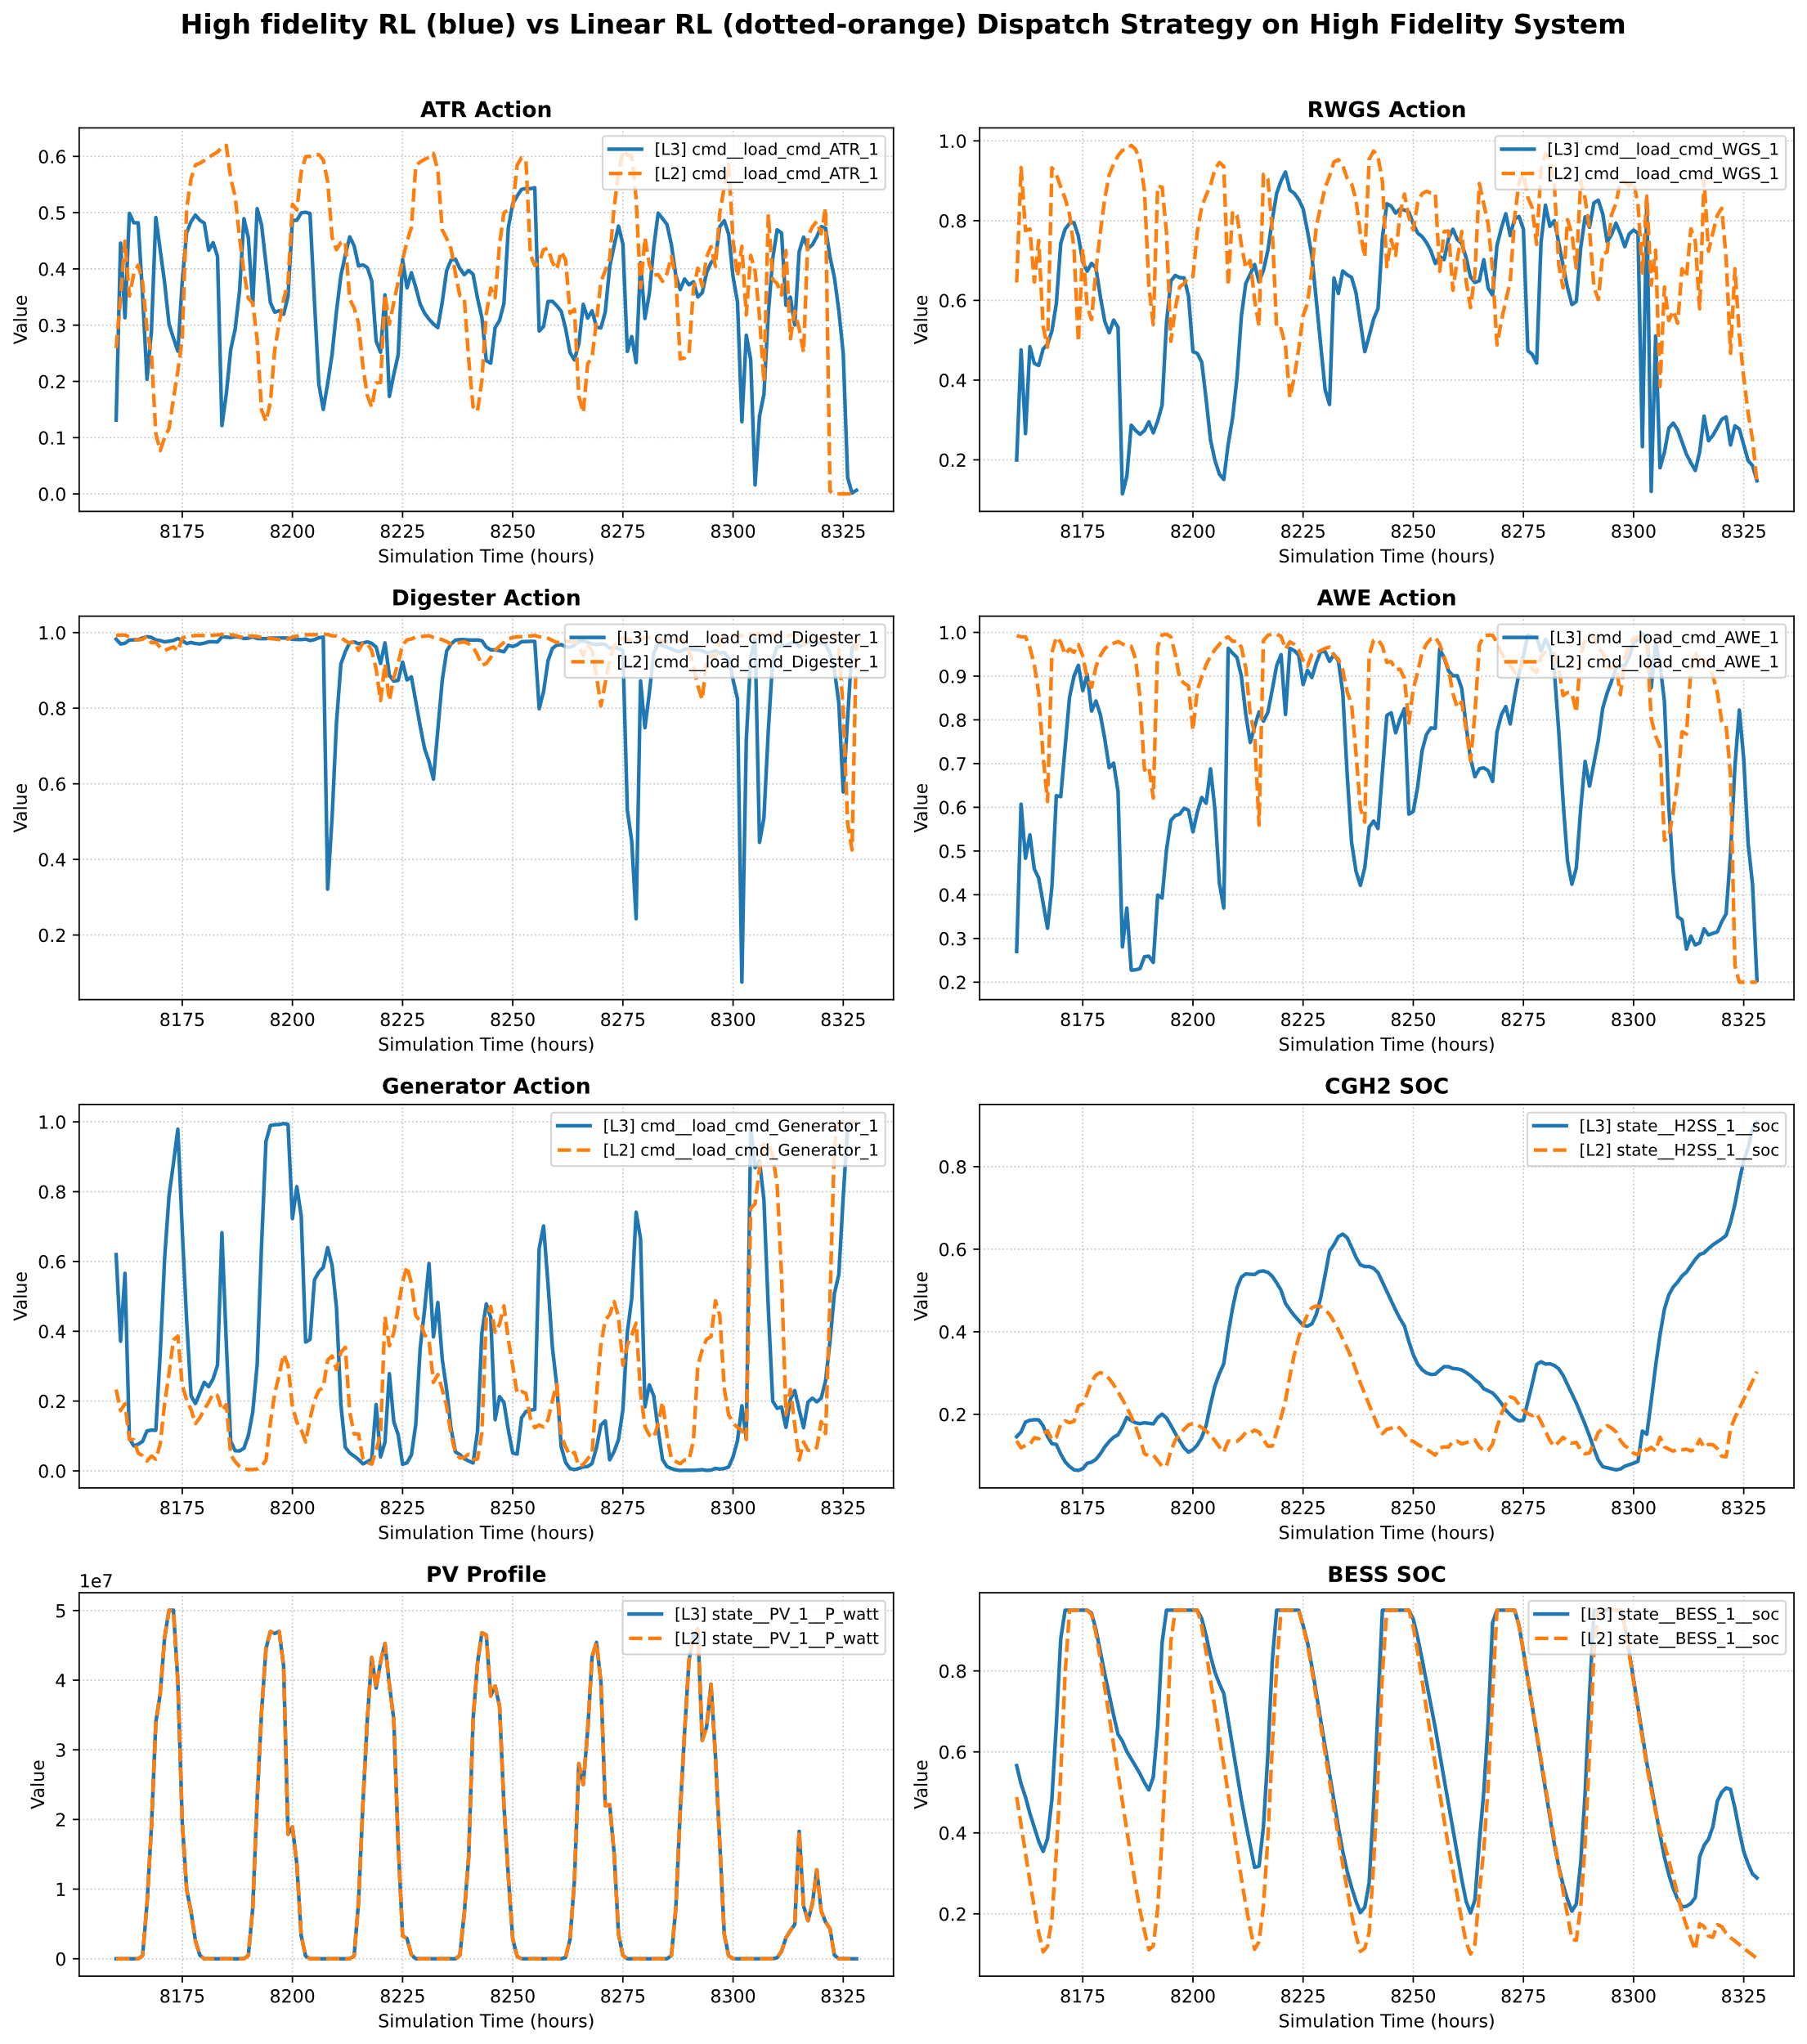 High fidelity RL (blue) vs Linear RL (dotted-orange) Dispatch Strategy on High Fidelity System
ATR Action
Value
0.6
0.5
0.4
0.3
0.2
0.1
0.0
[L3] cmd__load_cmd_ATR_1
[L2] cmd__load_cmd_ATR_1
8175 8200 8225 8250 8275 8300 8325
Simulation Time (hours)
RWGS Action
Value
1.0
0.8
0.6
0.4
0.2
[L3] cmd__load_cmd_WGS_1
[L2] cmd__load_cmd_WGS_1
8175 8200 8225 8250 8275 8300 8325
Simulation Time (hours)
Digester Action
Value
1.0
0.8
0.6
0.4
0.2
[L3] cmd__load_cmd_Digester_1
[L2] cmd__load_cmd_Digester_1
8175 8200 8225 8250 8275 8300 8325
Simulation Time (hours)
AWE Action
Value
1.0
0.9
0.8
0.7
0.6
0.5
0.4
0.3
0.2
[L3] cmd__load_cmd_AWE_1
[L2] cmd__load_cmd_AWE_1
8175 8200 8225 8250 8275 8300 8325
Simulation Time (hours)
Generator Action
Value
1.0
0.8
0.6
0.4
0.2
0.0
[L3] cmd__load_cmd_Generator_1
[L2] cmd__load_cmd_Generator_1
8175 8200 8225 8250 8275 8300 8325
Simulation Time (hours)
CGH2 SOC
Value
0.8
0.6
0.4
0.2
[L3] state__H2SS_1__soc
[L2] state__H2SS_1__soc
8175 8200 8225 8250 8275 8300 8325
Simulation Time (hours)
PV Profile
1e7
Value
5
4
3
2
1
0
[L3] state__PV_1__P_watt
[L2] state__PV_1__P_watt
8175 8200 8225 8250 8275 8300 8325
Simulation Time (hours)
BESS SOC
Value
0.8
0.6
0.4
0.2
[L3] state__BESS_1__soc
[L2] state__BESS_1__soc
8175 8200 8225 8250 8275 8300 8325
Simulation Time (hours)